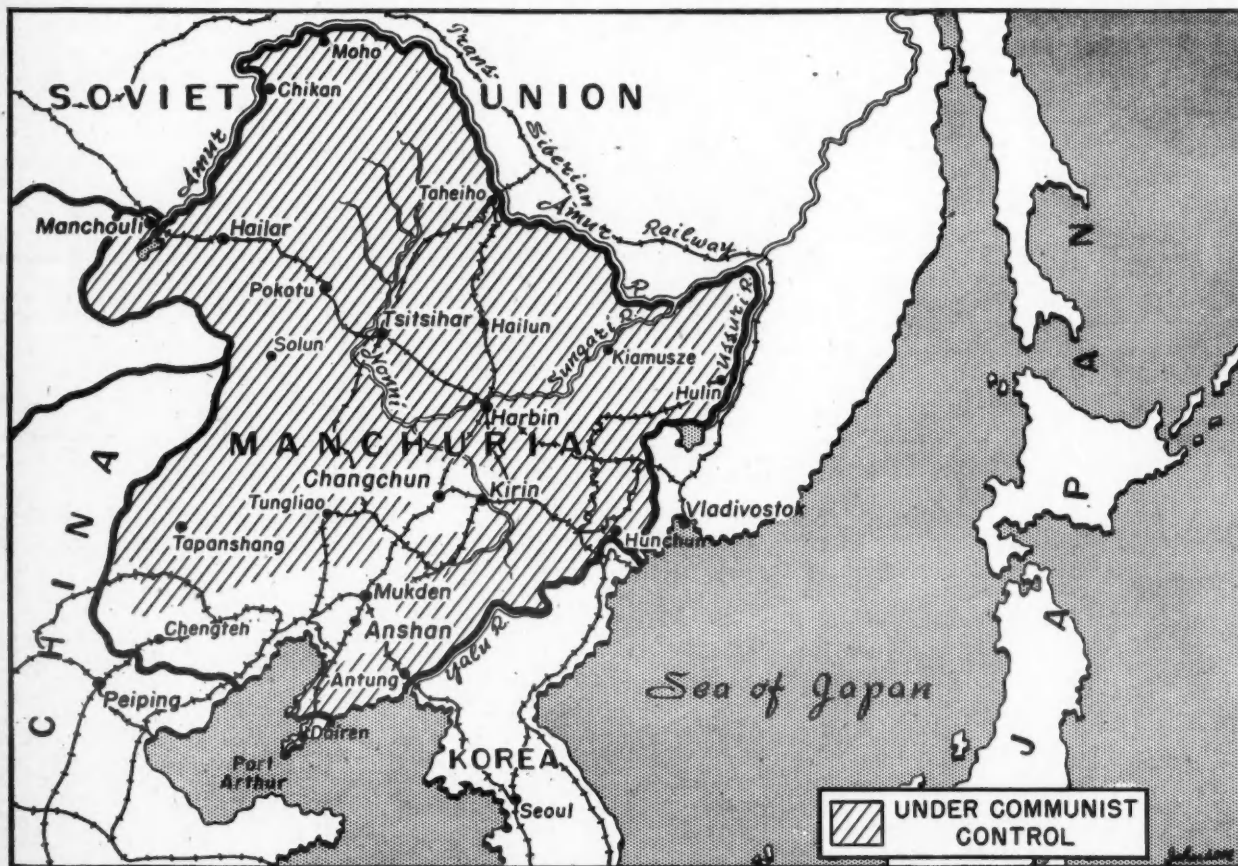 Moho
SOVIET UNION
Chikan
Trans Siberian Railway
Amur
Taheiho
Amur R.
Manchouli
Hailar
Pokotu
Tsitsihar
Hailun
Sungari R.
Ussuri R.
Solun
Kiamusze
Nonni
Hulin
Harbin
MANCHURIA
CHINA
JAPAN
Changchun
Kirin
Tungliao
Vladivostok
Tapanshang
Hunchun
Mukden
Chengteh
Anshan
Yalu R.
Antung
Peiping
Sea of Japan
Dairen
Port
Arthur
KOREA
Seoul
UNDER COMMUNIST
CONTROL